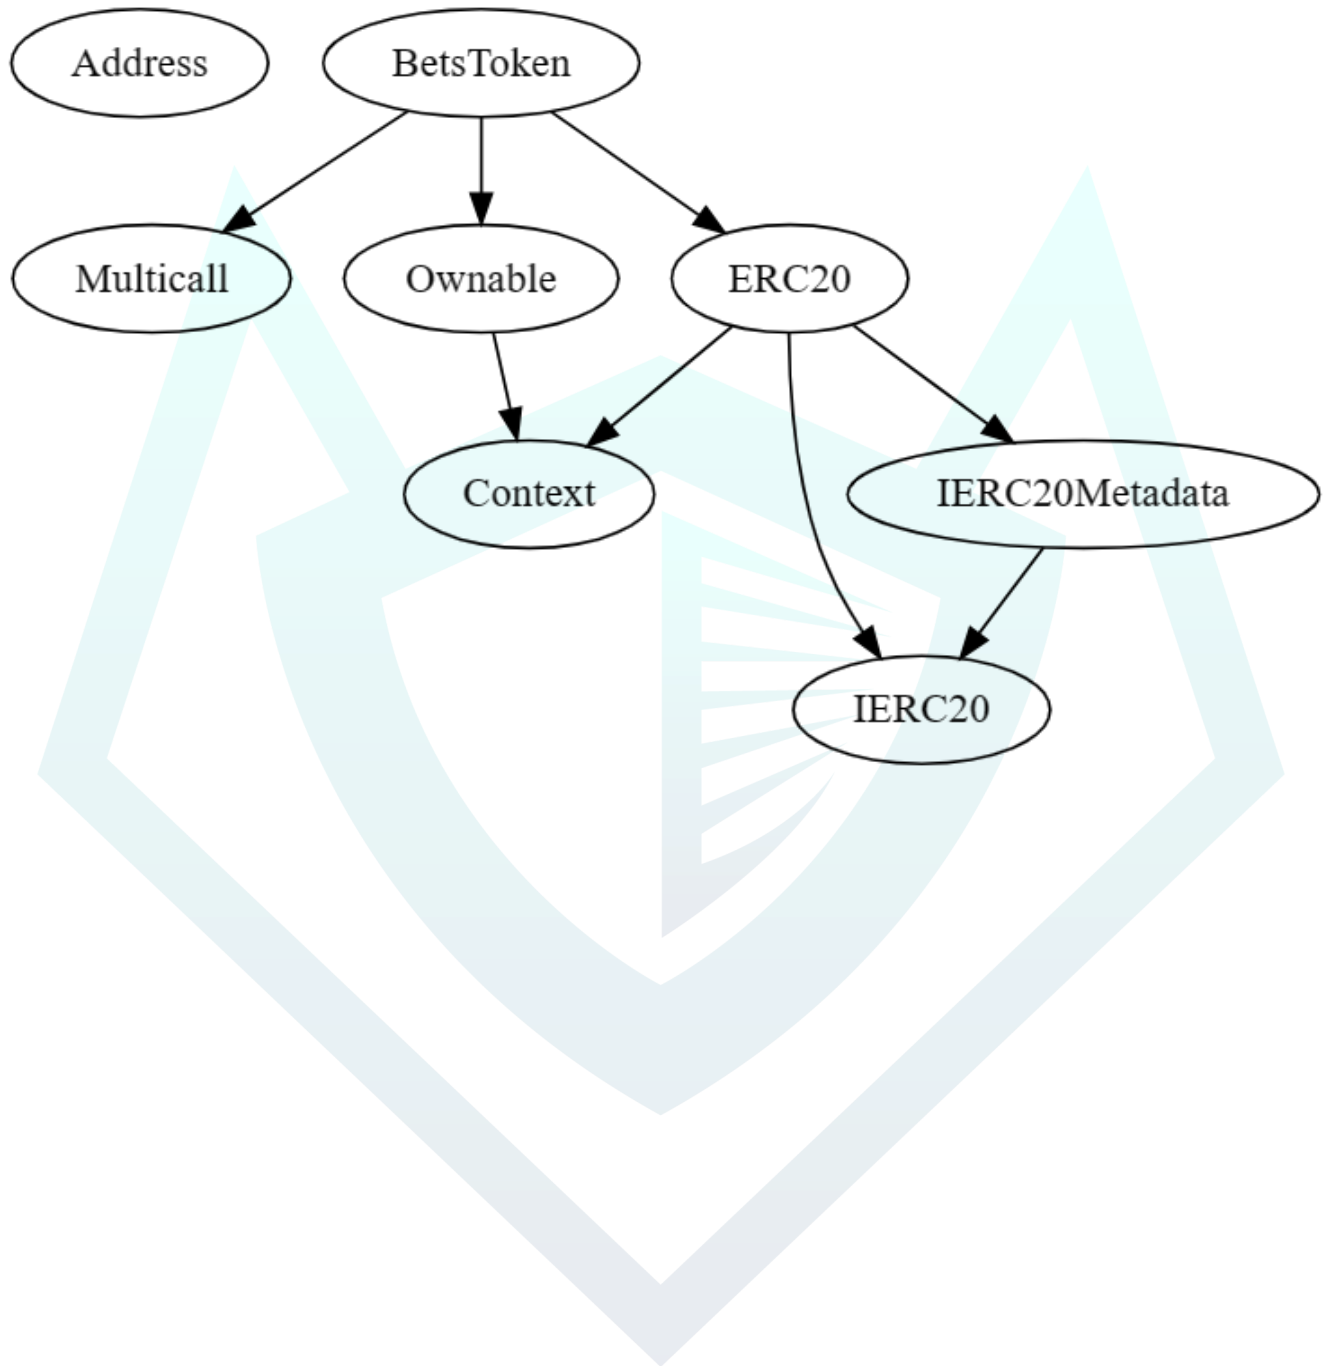 Address
BetsToken
Multicall
Ownable
ERC20
Context
IERC20Metadata
IERC20